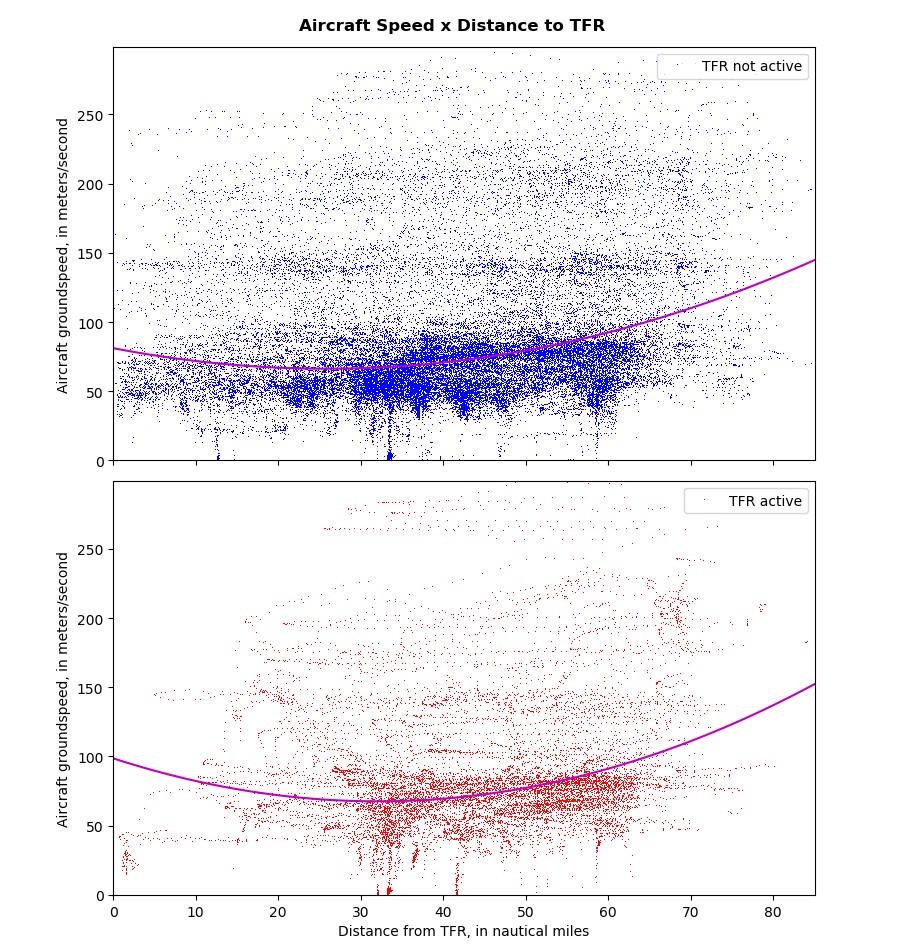 Aircraft Speed x Distance to TFR
TFR not active
Aircraft groundspeed, in meters/second
250
200
150
100
50
0
TFR active
Aircraft groundspeed, in meters/second
250
200
150
100
50
0
0 10 20 30 40 50 60 70 80
Distance from TFR, in nautical miles